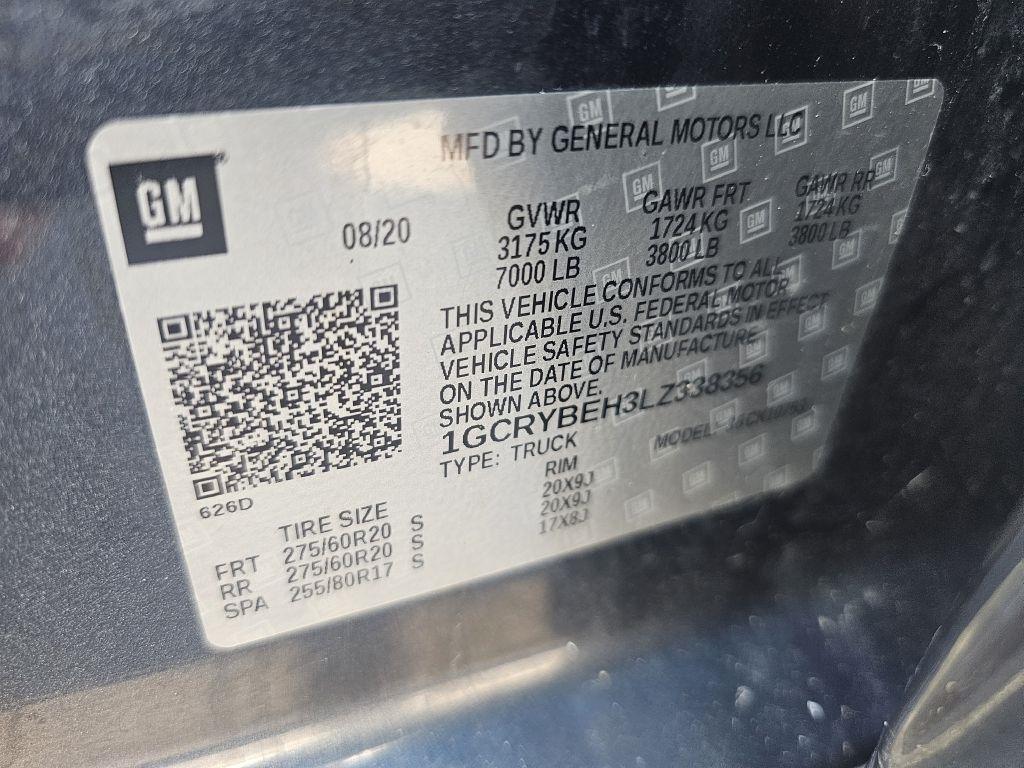 GM
MFD BY GENERAL MOTORS LLC
08/20
GVWR
3175 KG
7000 LB
GAWR FRT
1724 KG
3800 LB
GAWR RR
1724 KG
3800 LB
THIS VEHICLE CONFORMS TO ALL
APPLICABLE U.S. FEDERAL MOTOR
VEHICLE SAFETY STANDARDS IN EFFECT
ON THE DATE OF MANUFACTURE
SHOWN ABOVE.
1GCRYBEH3LZ338356
TYPE: TRUCK
MODEL:
626D
TIRE SIZE
RIM
FRT 275/60R20 S 20X9J
RR 275/60R20 S 20X9J
SPA 255/80R17 S 17X8J